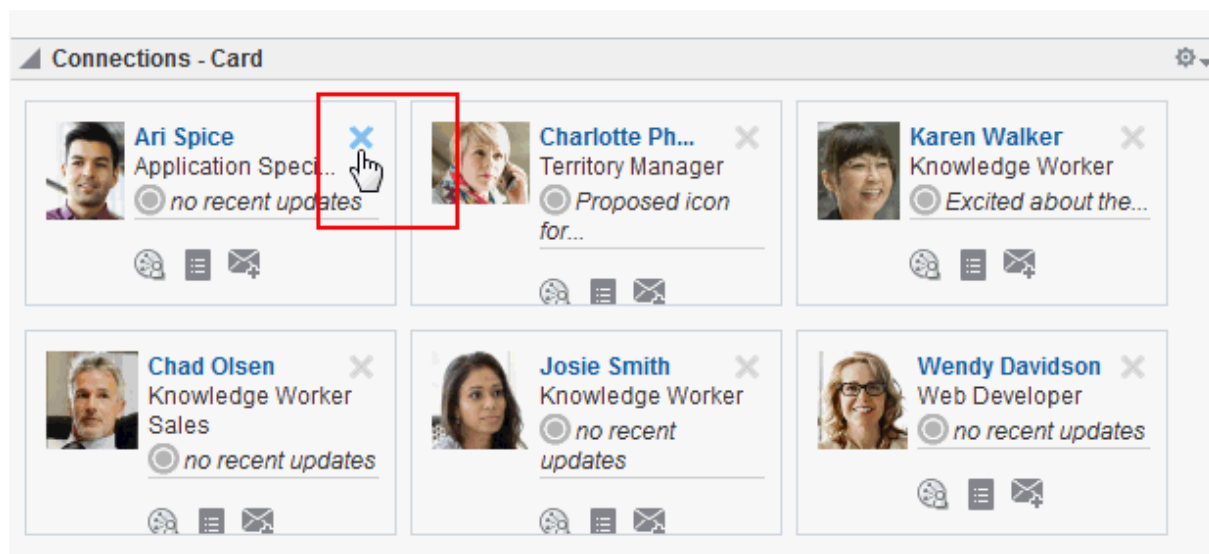 Connections - Card
Ari Spice
Application Speci...
no recent updates
Charlotte Ph...
Territory Manager
Proposed icon
for...
Karen Walker
Knowledge Worker
Excited about the...
Chad Olsen
Knowledge Worker
Sales
no recent updates
Josie Smith
Knowledge Worker
no recent
updates
Wendy Davidson
Web Developer
no recent updates